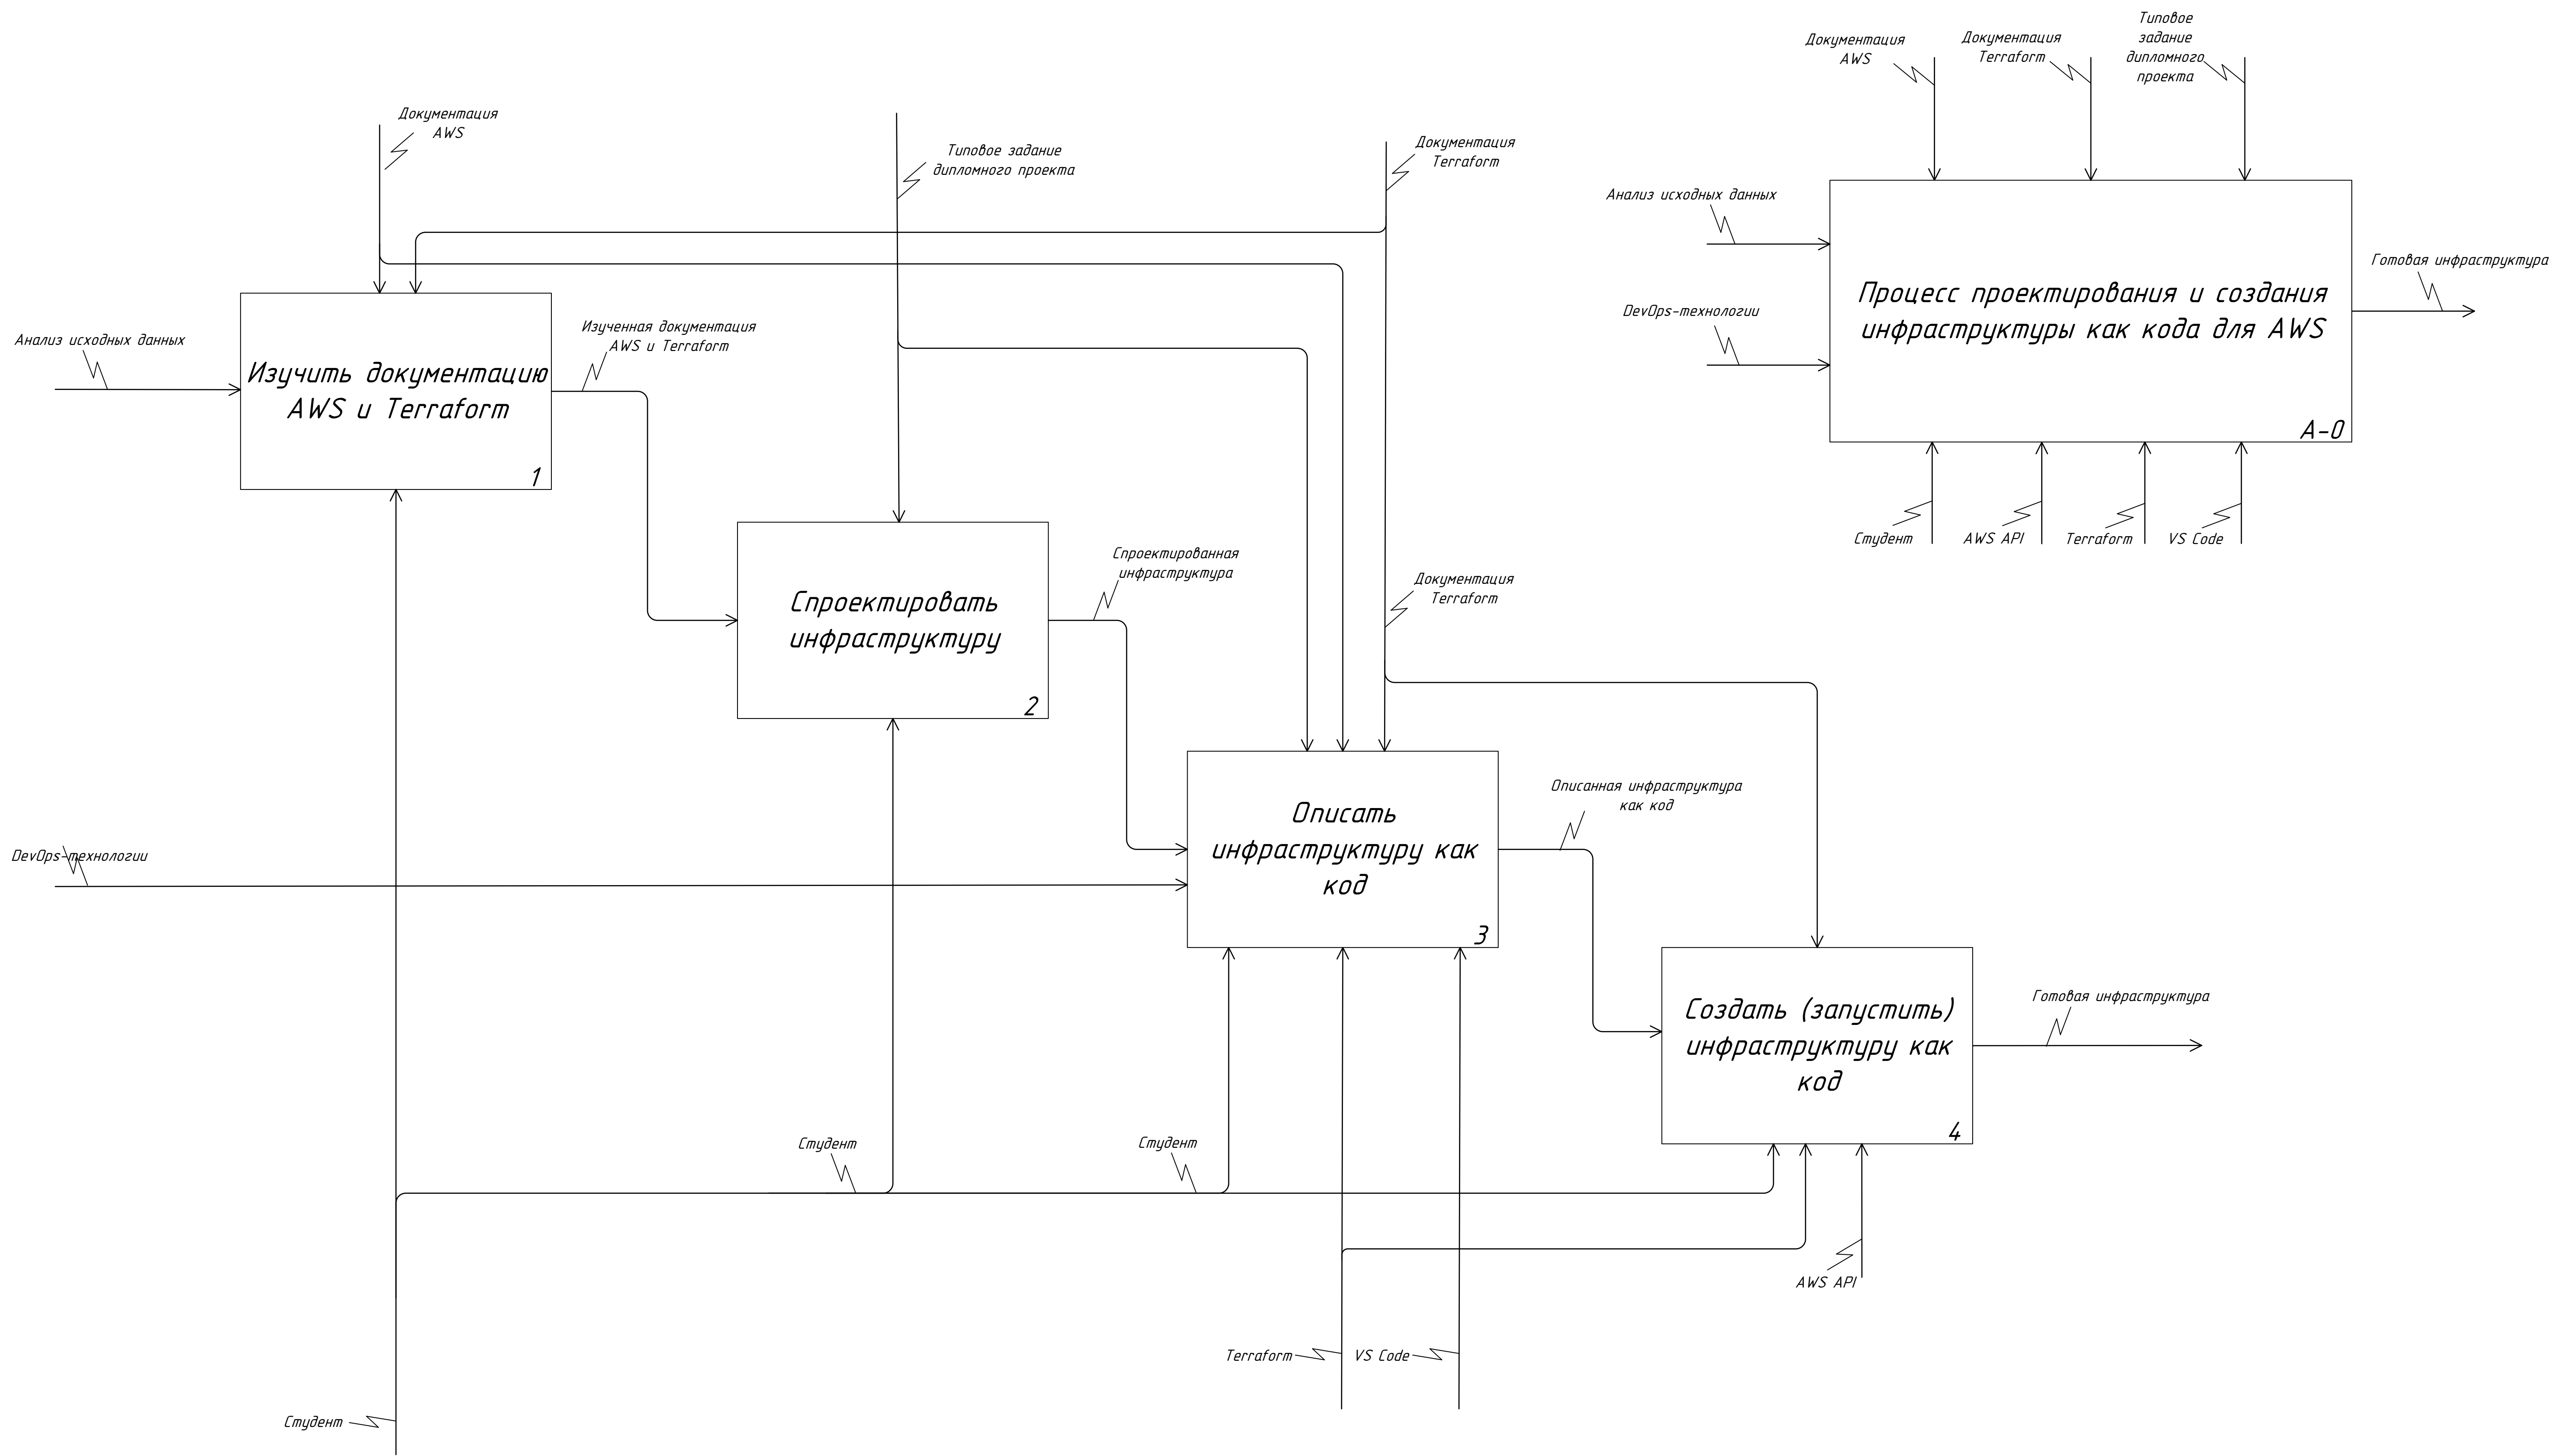 Документация
AWS
Типовое задание
дипломного проекта
Документация
Terraform
Анализ исходных данных
Изучить документацию
AWS и Terraform
1
Изученная документация
AWS и Terraform
Спроектировать
инфраструктуру
2
Спроектированная
инфраструктура
Документация
Terraform
DevOps-технологии
Описать
инфраструктуру как
код
3
Описанная инфраструктура
как код
Создать (запустить)
инфраструктуру как
код
4
Готовая инфраструктура
Студент
Студент
AWS API
Terraform
VS Code
Студент
Документация
AWS
Документация
Terraform
Типовое
задание
дипломного
проекта
Анализ исходных данных
DevOps-технологии
Процесс проектирования и создания
инфраструктуры как кода для AWS
А-0
Готовая инфраструктура
Студент
AWS API
Terraform
VS Code